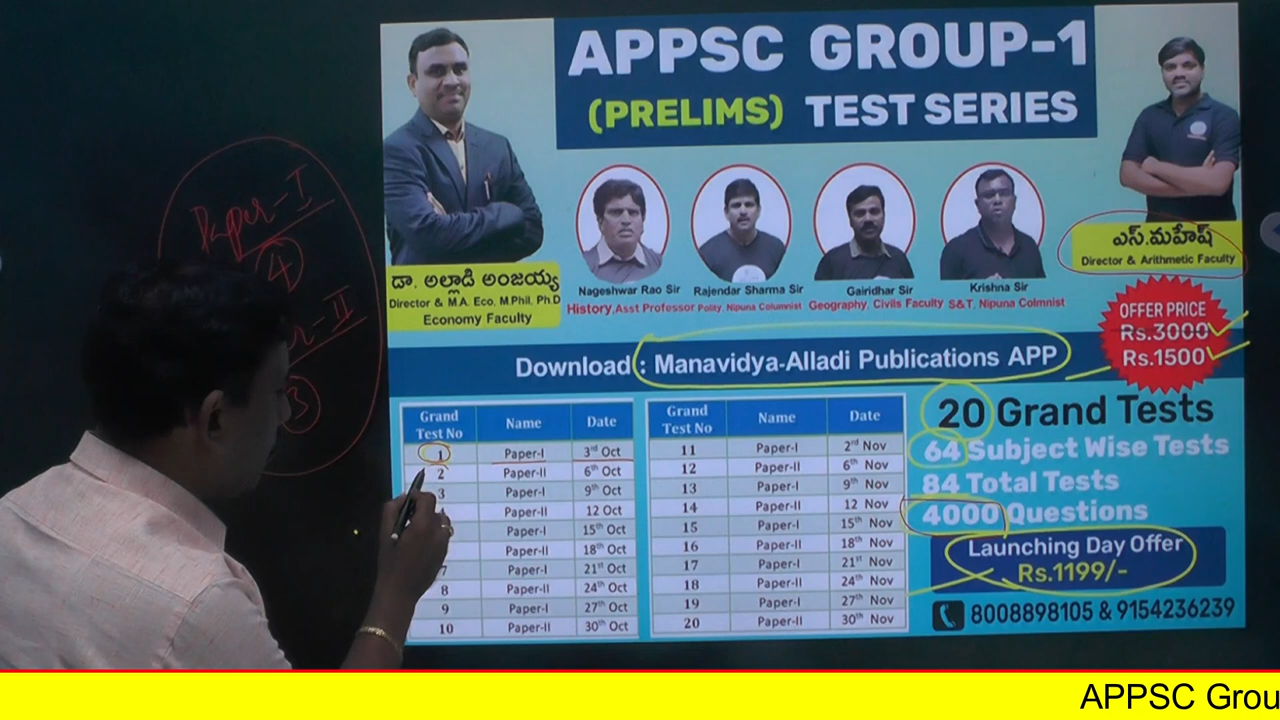 APPSC GROUP-1
(PRELIMS) TEST SERIES
Paper-I
4
-II
3
డా. అల్లాడి అంజయ్య
Director & M.A. Eco, M.Phil, Ph.D
Economy Faculty
Nageshwar Rao Sir
History,Asst Professor
Rajendar Sharma Sir
Polity, Nipuna Columnist
Gairidhar Sir
Geography, Civils Faculty
Krishna Sir
S&T. Nipuna Colmnist
ఎస్.మహేష్
Director & Arithmetic Faculty
OFFER PRICE
Rs.3000
Rs.1500
Download : Manavidya-Alladi Publications APP
Grand Test No Name Date
1 Paper-I 3rd Oct
2 Paper-II 6th Oct
3 Paper-I 9th Oct
Paper-II 12 Oct
Paper-I 15th Oct
Paper-II 18th Oct
7 Paper-I 21st Oct
8 Paper-II 24th Oct
9 Paper-I 27th Oct
10 Paper-II 30th Oct
Grand Test No Name Date
11 Paper-I 2nd Nov
12 Paper-II 6th Nov
13 Paper-I 9th Nov
14 Paper-II 12 Nov
15 Paper-I 15th Nov
16 Paper-II 18th Nov
17 Paper-I 21st Nov
18 Paper-II 24th Nov
19 Paper-I 27th Nov
20 Paper-II 30th Nov
20 Grand Tests
64 Subject Wise Tests
84 Total Tests
4000 Questions
Launching Day Offer
Rs.1199/-
8008898105 & 9154236239
APPSC Grou